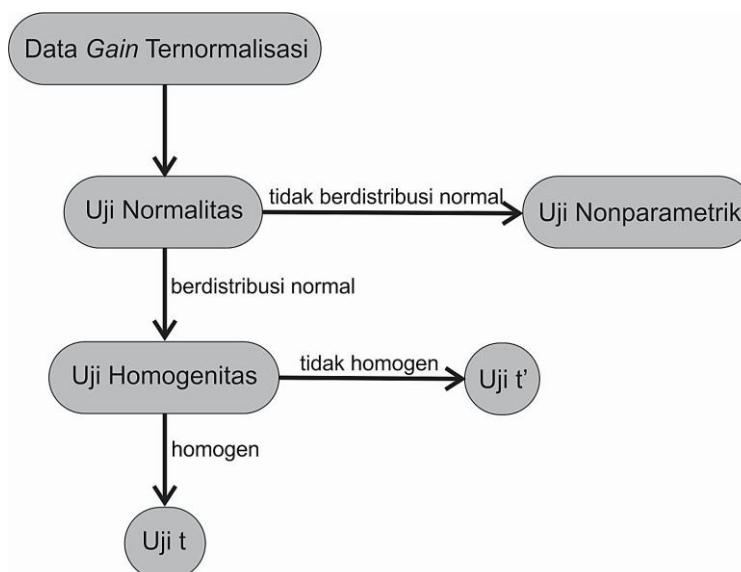 Data Gain Ternormalisasi
Uji Normalitas
tidak berdistribusi normal
Uji Nonparametrik
berdistribusi normal
Uji Homogenitas
tidak homogen
Uji t’
homogen
Uji t